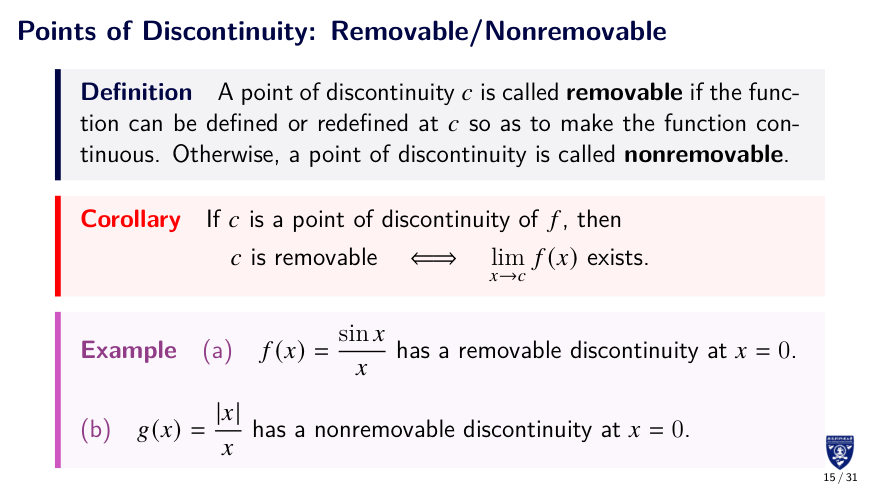 Points of Discontinuity: Removable/Nonremovable
Definition A point of discontinuity c is called removable if the func-
tion can be defined or redefined at c so as to make the function con-
tinuous. Otherwise, a point of discontinuity is called nonremovable.
Corollary If c is a point of discontinuity of f, then
c is removable ⟺ lim x→c f(x) exists.
Example (a) f(x) = sin x / x has a removable discontinuity at x = 0.
(b) g(x) = |x| / x has a nonremovable discontinuity at x = 0.
15 / 31